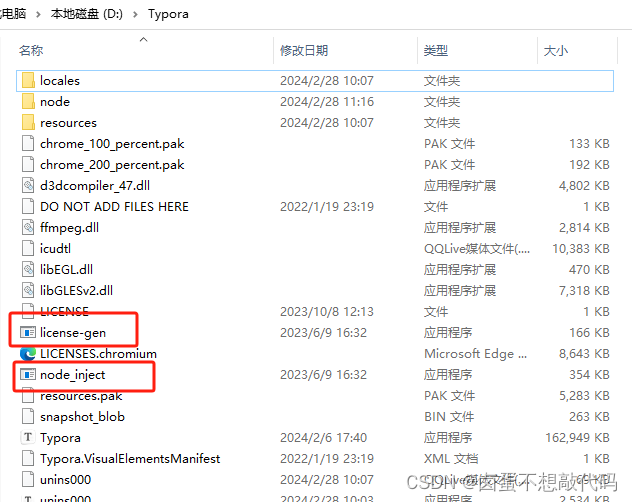 电脑 › 本地磁盘 (D:) › Typora
名称 修改日期 类型 大小
locales 2024/2/28 10:07 文件夹
node 2024/2/28 11:16 文件夹
resources 2024/2/28 10:07 文件夹
chrome_100_percent.pak PAK 文件 133 KB
chrome_200_percent.pak PAK 文件 192 KB
d3dcompiler_47.dll 应用程序扩展 4,802 KB
DO NOT ADD FILES HERE 2022/1/19 23:19 文件 1 KB
ffmpeg.dll 应用程序扩展 2,814 KB
icudtl QQLive媒体文件(.... 10,383 KB
libEGL.dll 应用程序扩展 470 KB
libGLESv2.dll 应用程序扩展 7,318 KB
LICENSE 2023/10/8 12:13 文件 1 KB
license-gen 2023/6/9 16:32 应用程序 166 KB
LICENSES.chromium Microsoft Edge ... 8,643 KB
node_inject 2023/6/9 16:32 应用程序 354 KB
resources.pak PAK 文件 5,283 KB
snapshot_blob BIN 文件 263 KB
Typora 2024/2/6 17:40 应用程序 162,949 KB
Typora.VisualElementsManifest 2022/1/19 23:19 XML 文档 1 KB
unins000 2024/2/28 10:07
CSDN @卤蛋不想敲代码
unins000 2,534 KB